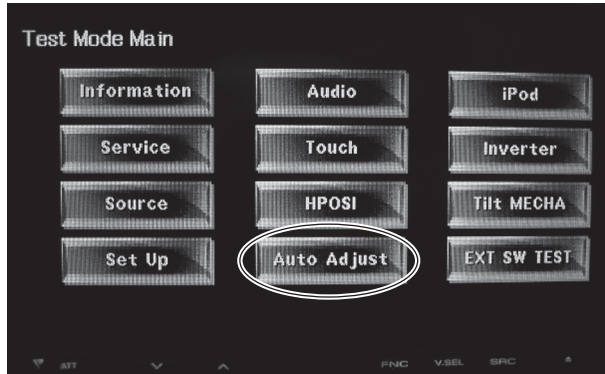 Test Mode Main
Information Audio iPod
Service Touch Inverter
Source HPOSI Tilt MECHA
Set Up Auto Adjust EXT SW TEST
ATT FNC V.SEL SRC